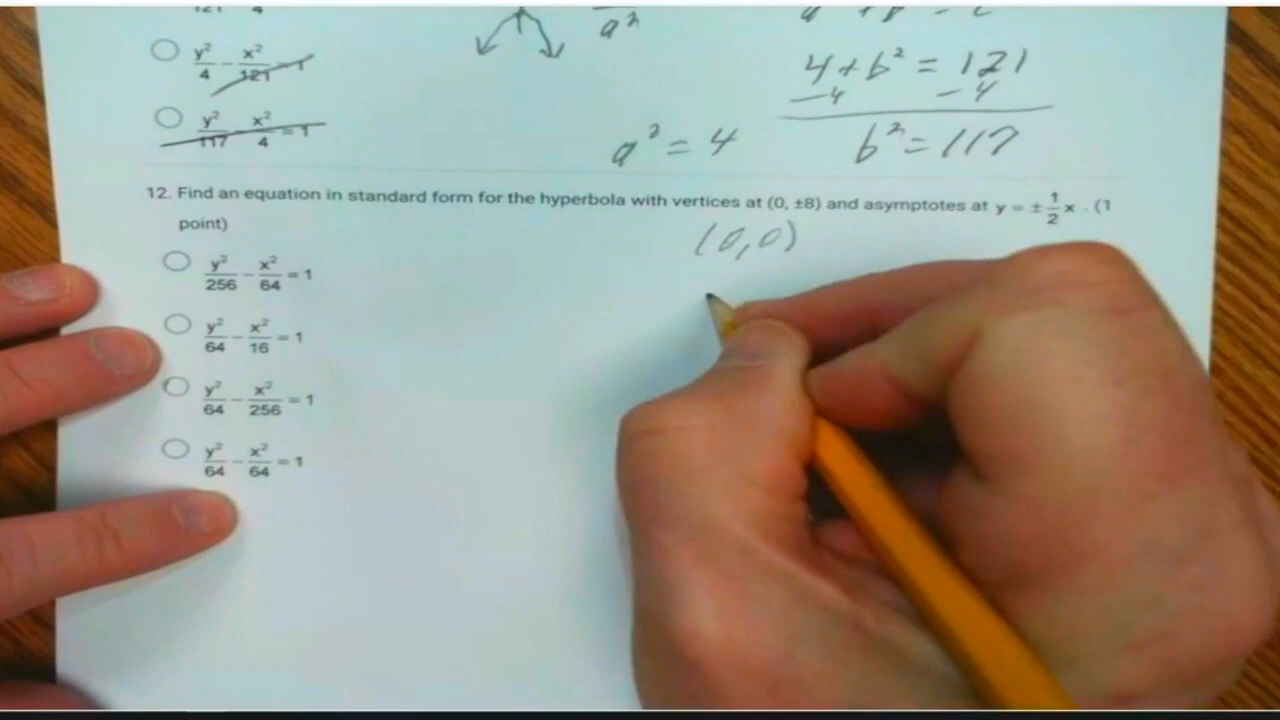 a²
y²/4 - x²/121 = 1
4 + b² = 121
-4 -4
y²/117 - x²/4 = 1
a² = 4
b² = 117
12. Find an equation in standard form for the hyperbola with vertices at (0, ±8) and asymptotes at y = ±1/2x . (1
point)
(0,0)
y²/256 - x²/64 = 1
y²/64 - x²/16 = 1
y²/64 - x²/256 = 1
y²/64 - x²/64 = 1